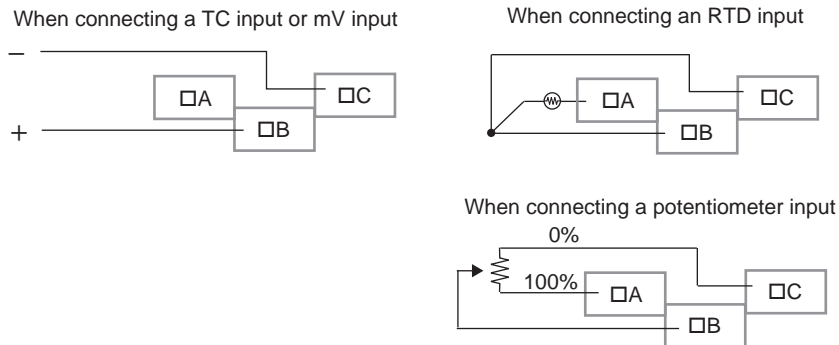 When connecting a TC input or mV input
−
□A
□C
+
□B
When connecting an RTD input
□A
□C
□B
When connecting a potentiometer input
0%
100%
□A
□C
□B